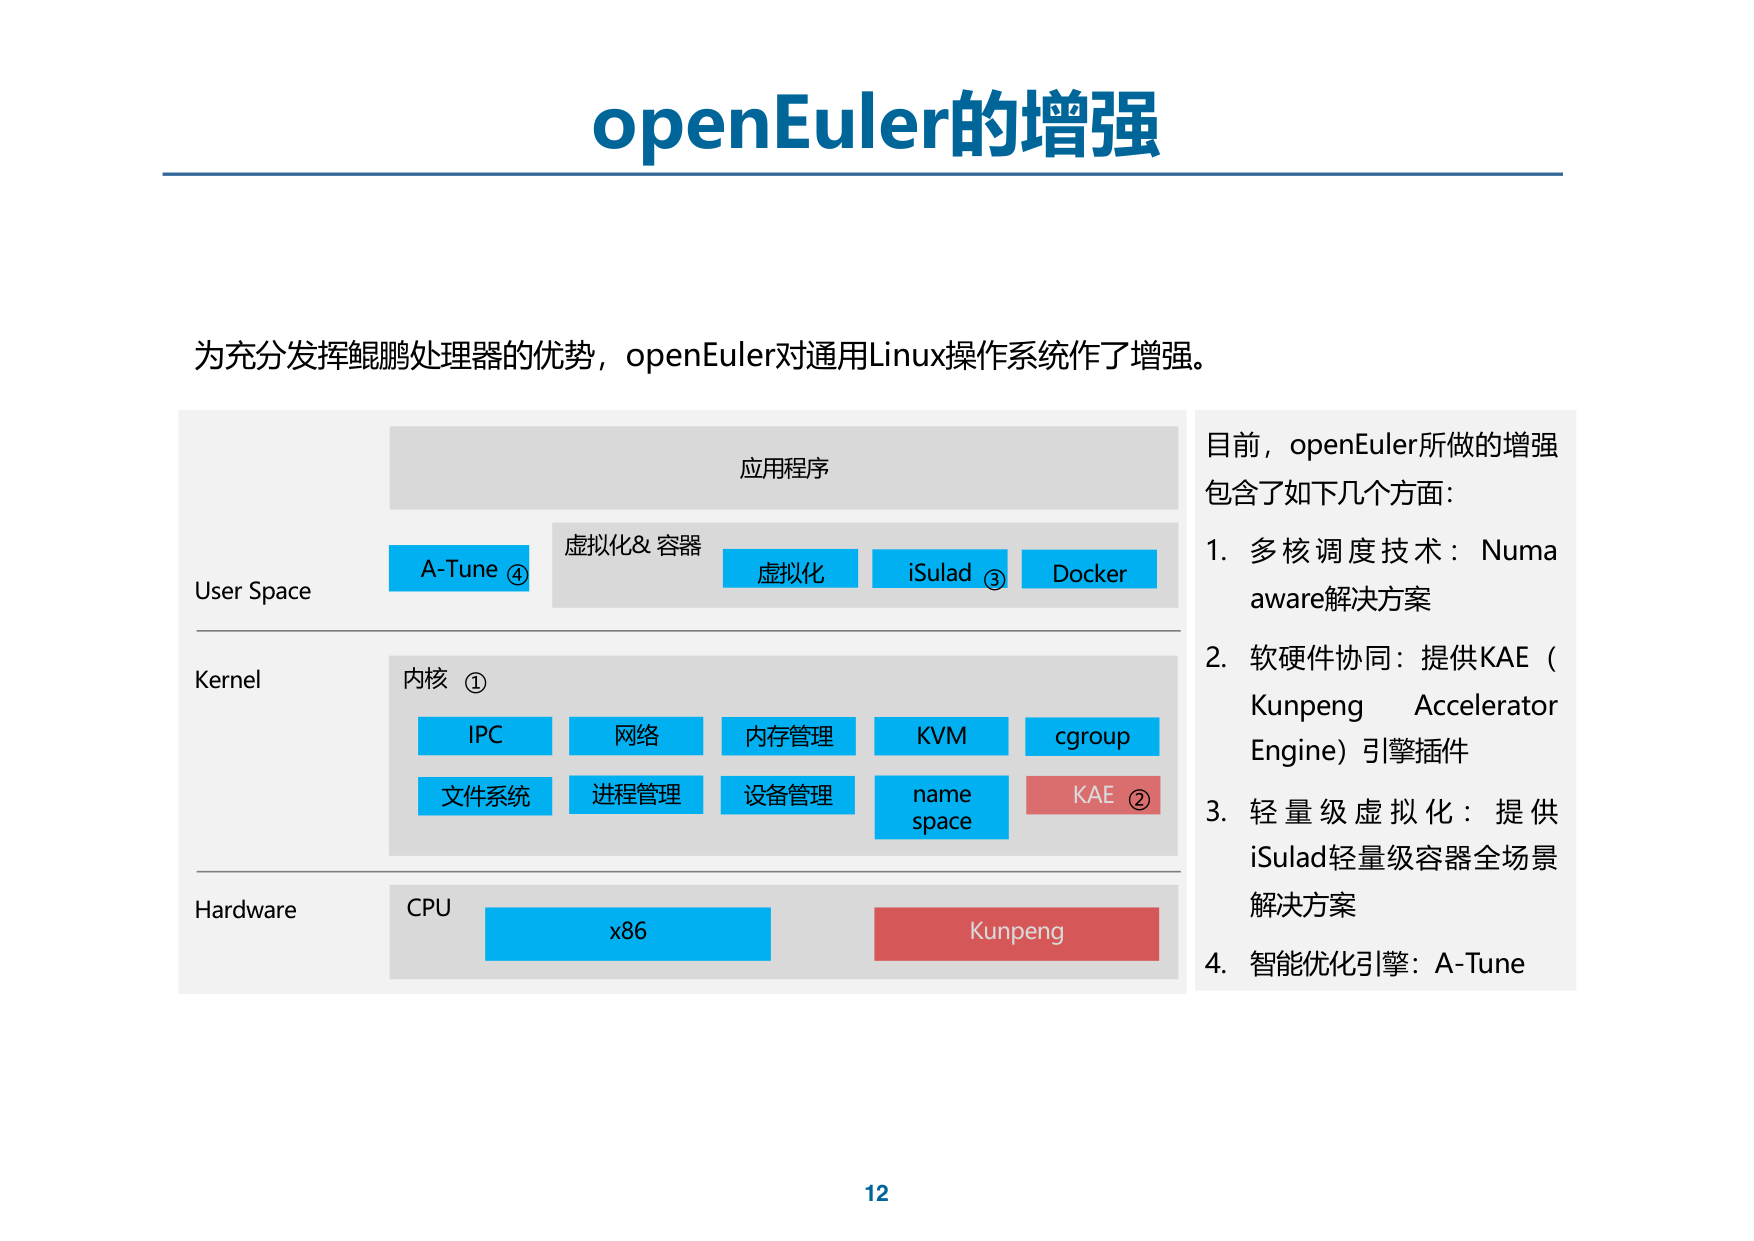 openEuler的增强
为充分发挥鲲鹏处理器的优势，openEuler对通用Linux操作系统作了增强。
应用程序
User Space
A-Tune ④
虚拟化& 容器
虚拟化
iSulad ③
Docker
Kernel
内核 ①
IPC
网络
内存管理
KVM
cgroup
文件系统
进程管理
设备管理
name
space
KAE ②
Hardware
CPU
x86
Kunpeng
目前，openEuler所做的增强
包含了如下几个方面：
1. 多核调度技术：Numa
aware解决方案
2. 软硬件协同：提供KAE（
Kunpeng Accelerator
Engine）引擎插件
3. 轻量级虚拟化：提供
iSulad轻量级容器全场景
解决方案
4. 智能优化引擎：A-Tune
12